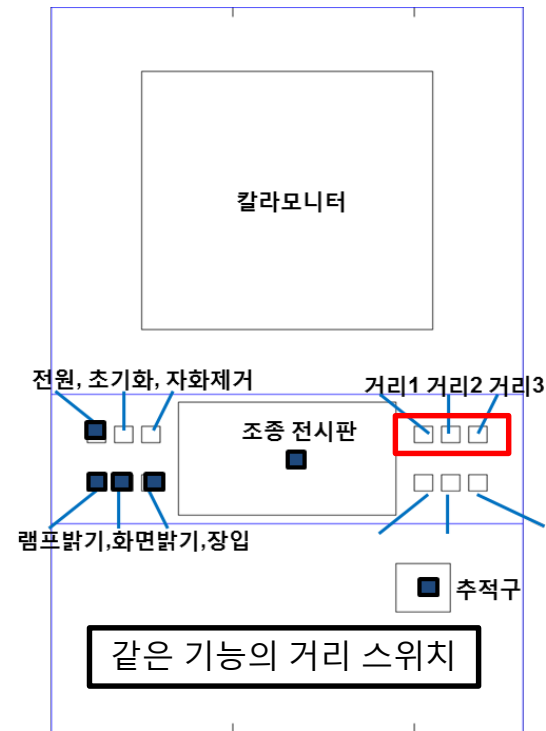 칼라모니터
전원, 초기화, 자화제거
거리1 거리2 거리3
조종 전시판
램프밝기,화면밝기,장입
추적구
같은 기능의 거리 스위치